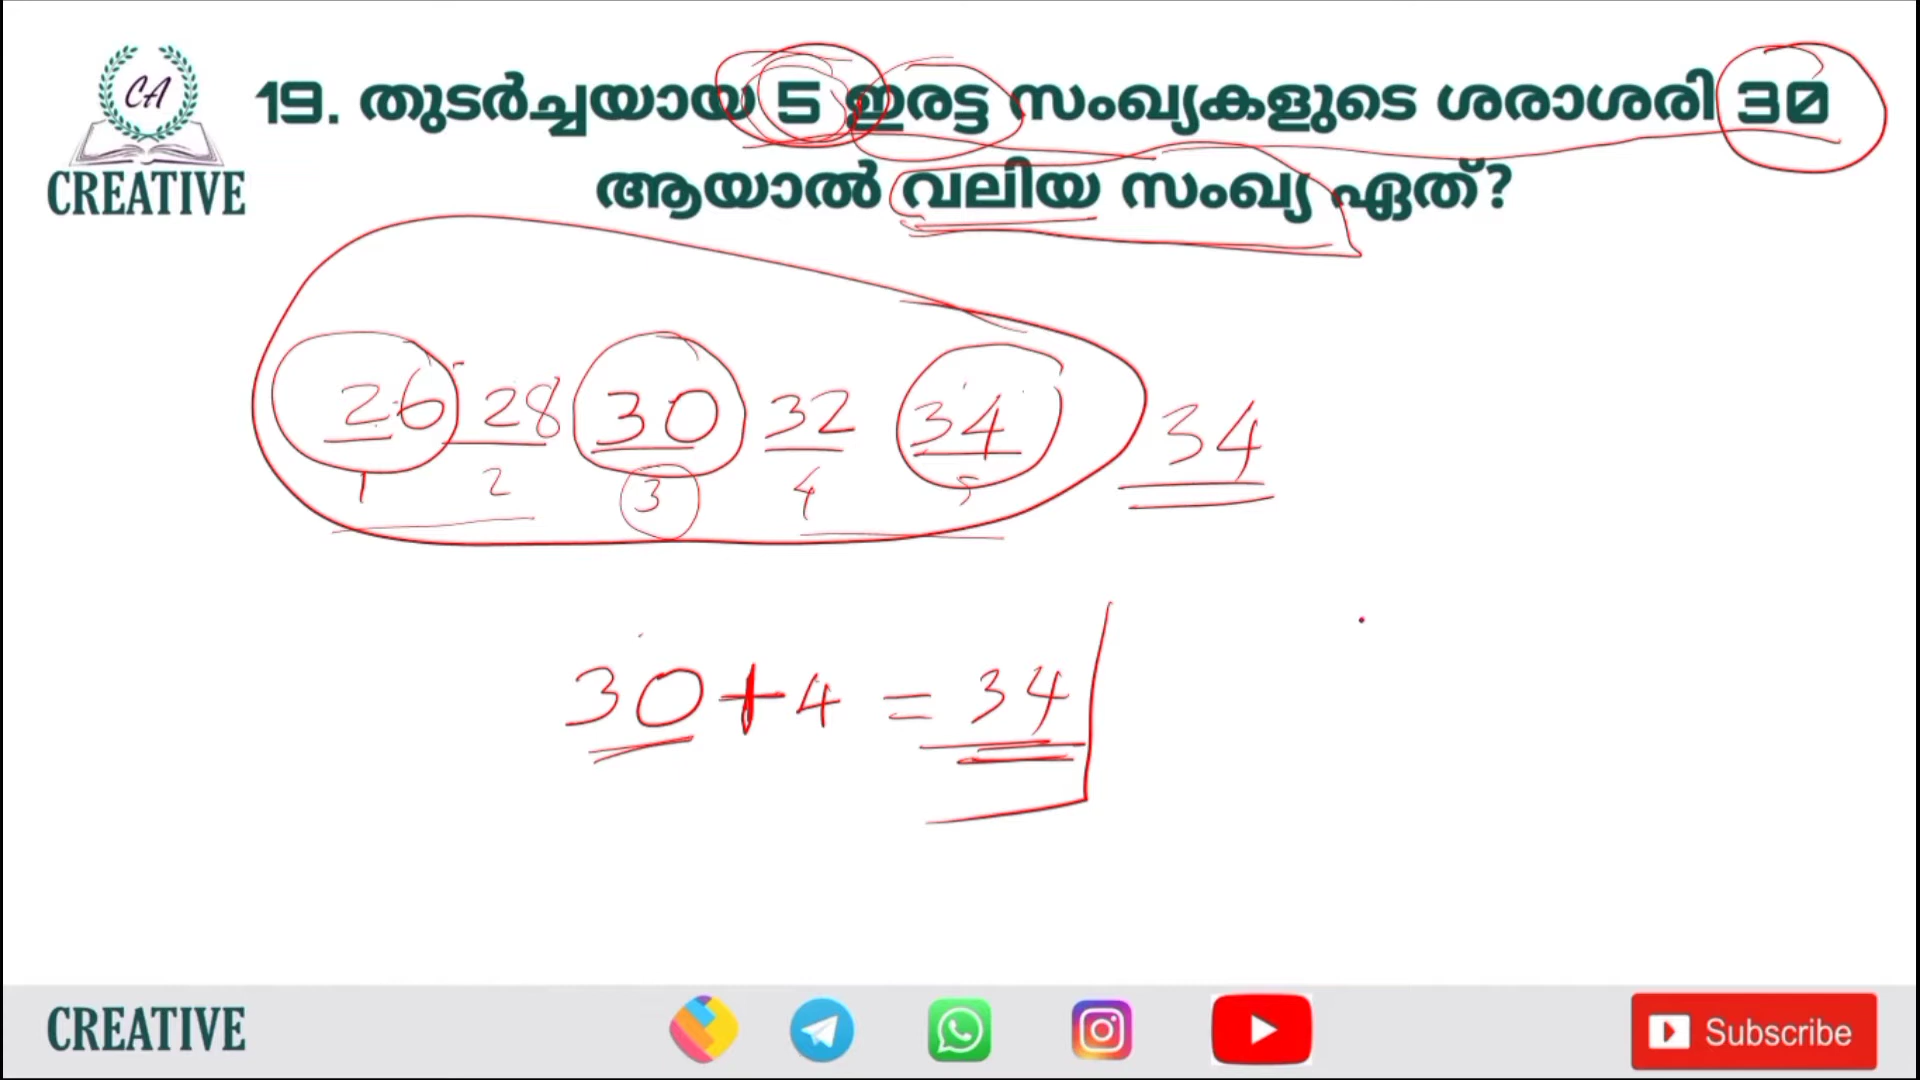 CA
CREATIVE
19. തുടർച്ചയായ 5 ഇരട്ട സംഖ്യകളുടെ ശരാശരി 30
ആയാൽ വലിയ സംഖ്യ ഏത്?
26 28 30 32 34 34
1 2 3 4 5
30+4 = 34
CREATIVE
Subscribe